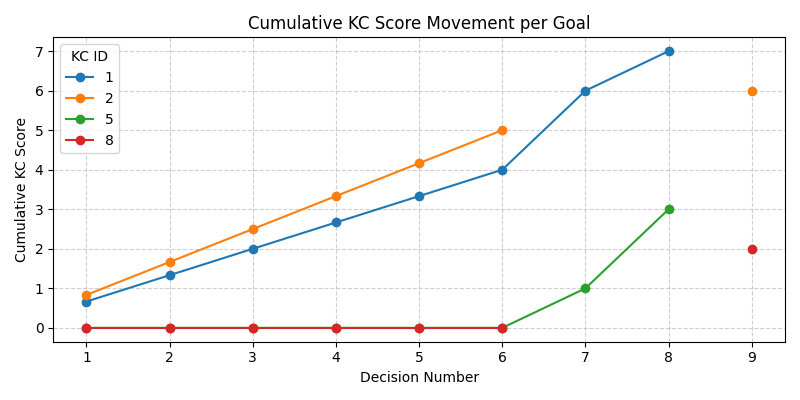 Cumulative KC Score Movement per Goal
Cumulative KC Score
7
6
5
4
3
2
1
0
KC ID
1
2
5
8
1 2 3 4 5 6 7 8 9
Decision Number